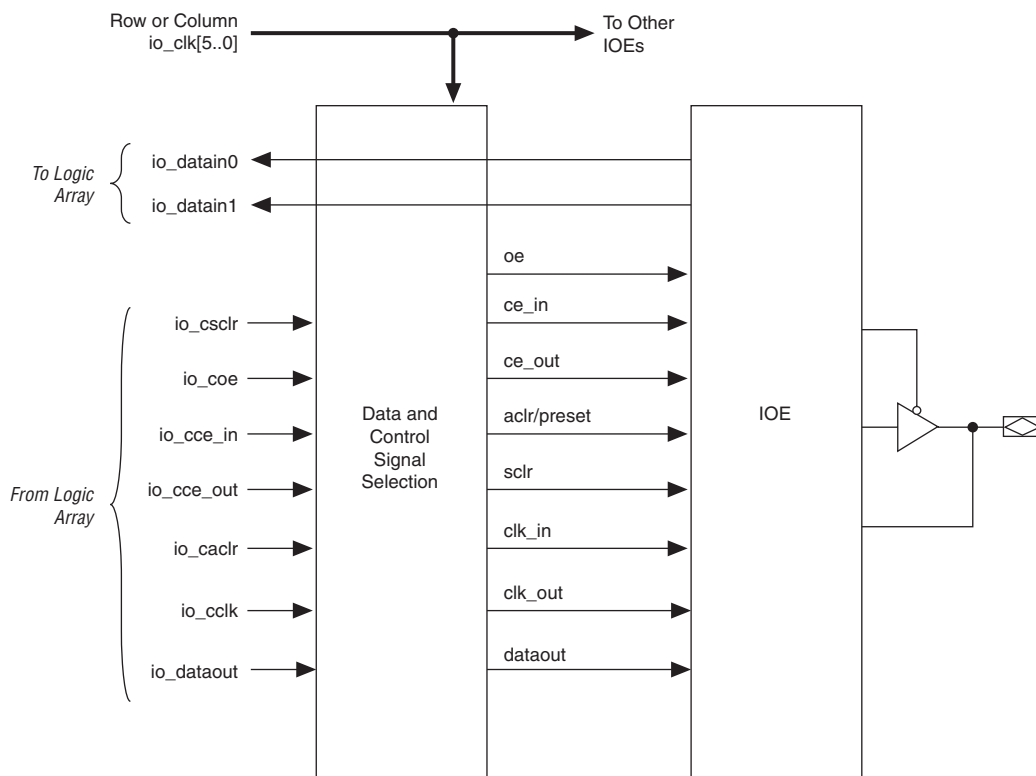 Row or Column
io_clk[5..0]
To Other
IOEs
To Logic
Array
io_datain0
io_datain1
oe
ce_in
ce_out
aclr/preset
sclr
clk_in
clk_out
dataout
From Logic
Array
io_csclr
io_coe
io_cce_in
io_cce_out
io_caclr
io_cclk
io_dataout
Data and
Control
Signal
Selection
IOE